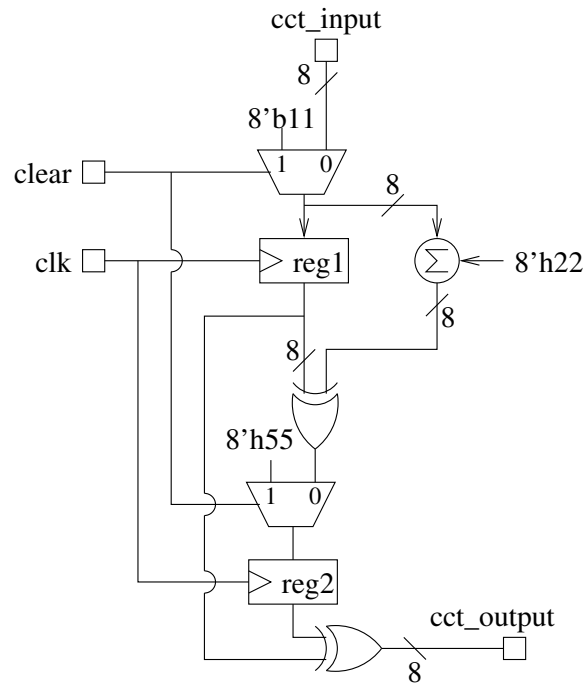 cct_input
8
8'b11
1 0
clear
8
clk
reg1
Σ
8'h22
8
8
8'h55
1 0
reg2
cct_output
8